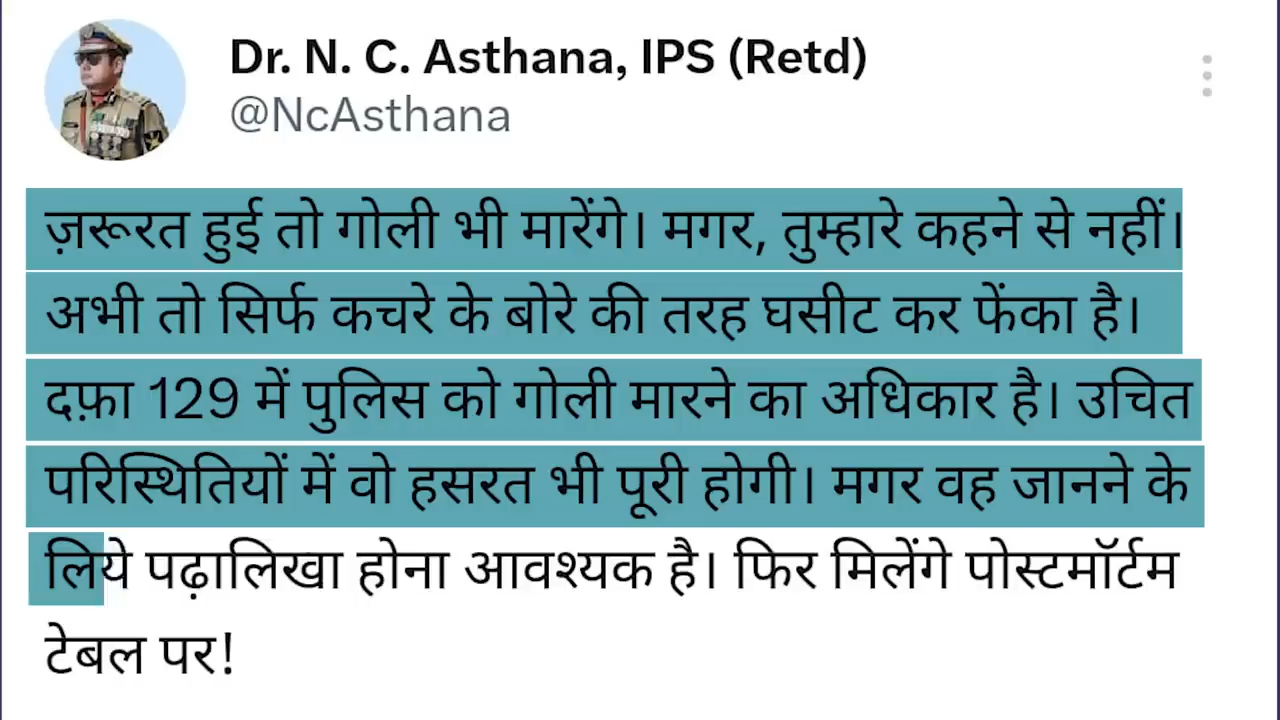 Dr. N. C. Asthana, IPS (Retd)
@NcAsthana
ज़रूरत हुई तो गोली भी मारेंगे। मगर, तुम्हारे कहने से नहीं।
अभी तो सिर्फ कचरे के बोरे की तरह घसीट कर फेंका है।
दफ़ा 129 में पुलिस को गोली मारने का अधिकार है। उचित
परिस्थितियों में वो हसरत भी पूरी होगी। मगर वह जानने के
लिये पढ़ालिखा होना आवश्यक है। फिर मिलेंगे पोस्टमॉर्टम
टेबल पर!